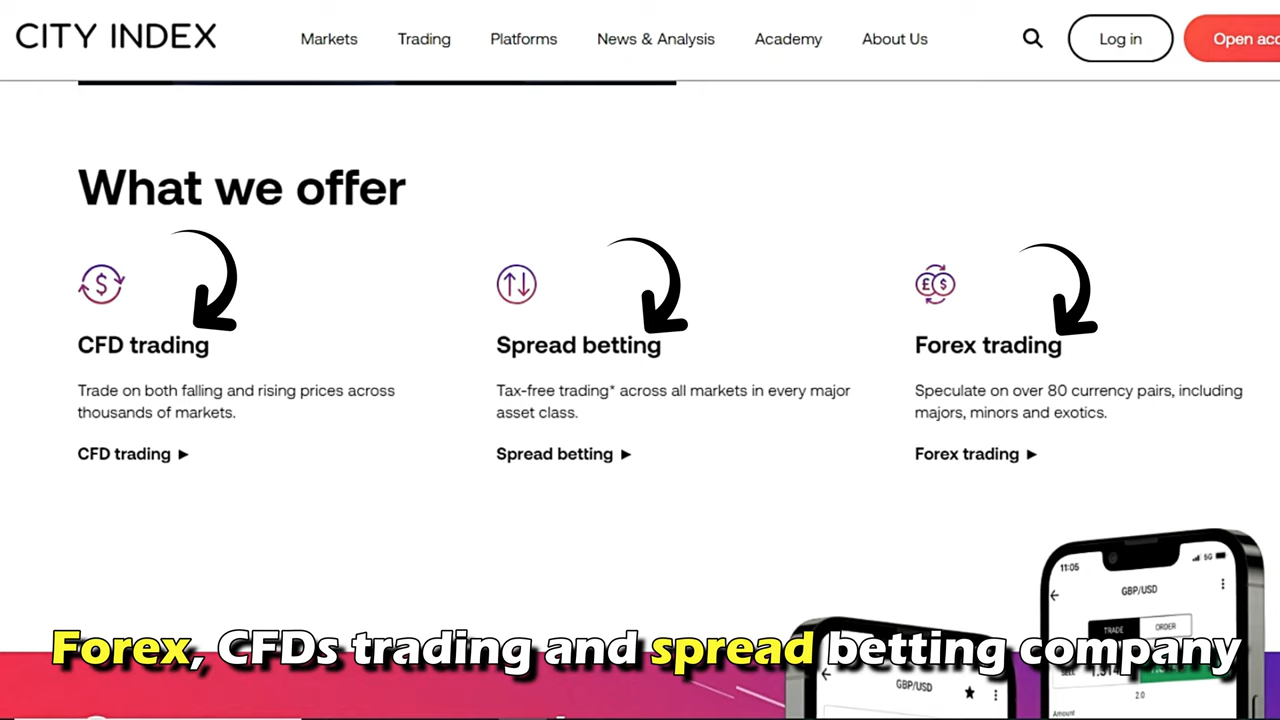 CITY INDEX
Markets Trading Platforms News & Analysis Academy About Us Log in Open acc
What we offer
$ £ $
CFD trading Spread betting Forex trading
Trade on both falling and rising prices across
thousands of markets.
Tax-free trading* across all markets in every major
asset class.
Speculate on over 80 currency pairs, including
majors, minors and exotics.
CFD trading ► Spread betting ► Forex trading ►
11:05 5G
GBP/USD
TRADE ORDER
Forex, CFDs trading and spread betting company
GBP/USD
2.0
Amount